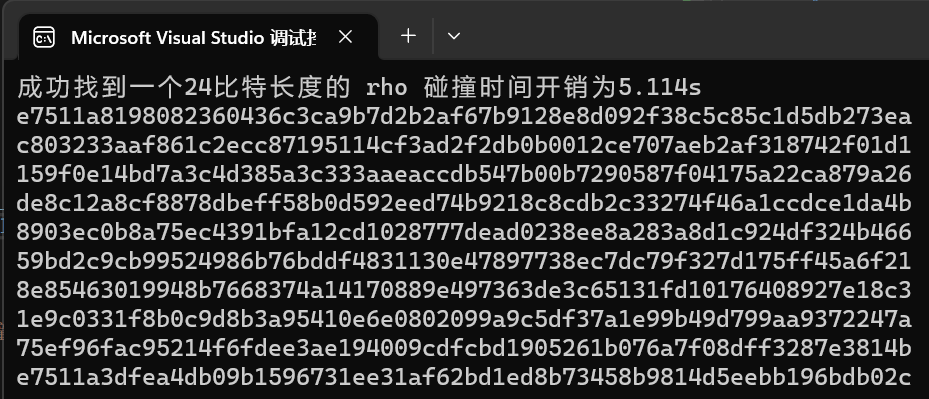 Microsoft Visual Studio 调试
成功找到一个24比特长度的 rho 碰撞时间开销为5.114s
e7511a8198082360436c3ca9b7d2b2af67b9128e8d092f38c5c85c1d5db273ea
c803233aaf861c2ecc87195114cf3ad2f2db0b0012ce707aeb2af318742f01d1
159f0e14bd7a3c4d385a3c333aaeaccdb547b00b7290587f04175a22ca879a26
de8c12a8cf8878dbeff58b0d592eed74b9218c8cdb2c33274f46a1ccdce1da4b
8903ec0b8a75ec4391bfa12cd1028777dead0238ee8a283a8d1c924df324b466
59bd2c9cb99524986b76bddf4831130e47897738ec7dc79f327d175ff45a6f21
8e85463019948b7668374a14170889e497363de3c65131fd10176408927e18c3
1e9c0331f8b0c9d8b3a95410e6e0802099a9c5df37a1e99b49d799aa9372247a
75ef96fac95214f6fdee3ae194009cdfcbd1905261b076a7f08dff3287e3814b
e7511a3dfea4db09b1596731ee31af62bd1ed8b73458b9814d5eebb196bdb02c